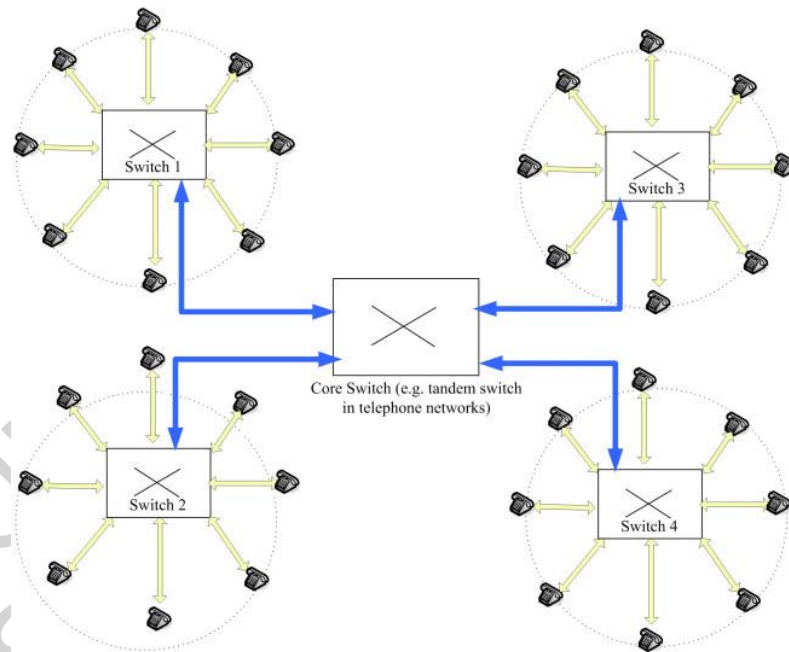 Switch 1
Switch 3
Core Switch (e.g. tandem switch
in telephone networks)
Switch 2
Switch 4